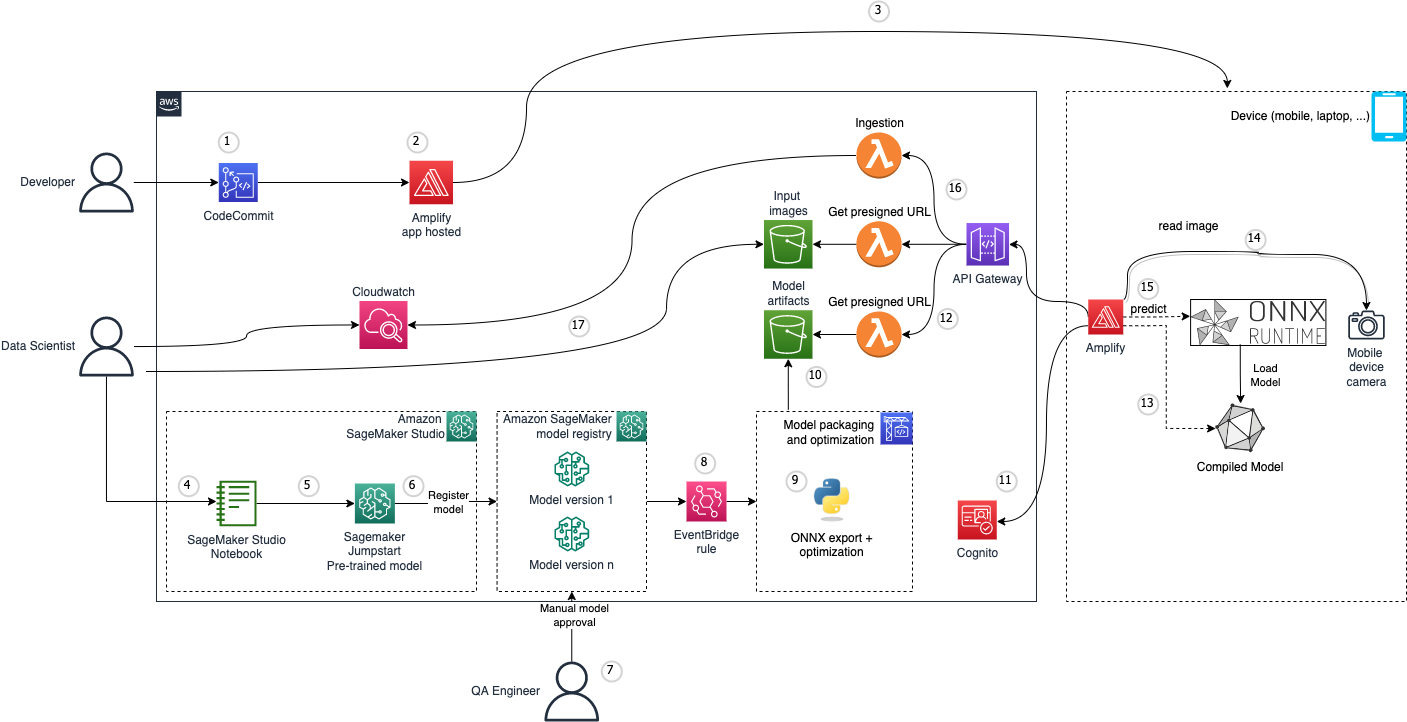 3
aws
Device (mobile, laptop, ...)
1
2
Ingestion
Developer
CodeCommit
Amplify
app hosted
16
Input
images
Get presigned URL
API Gateway
read image
14
Cloudwatch
Model
artifacts
Get presigned URL
12
15
predict
ONNX
RUNTIME
17
Data Scientist
Amplify
Mobile
device
camera
Load
Model
10
13
Amazon
SageMaker Studio
Amazon SageMaker
model registry
Model packaging
and optimization
Compiled Model
4
5
6
Register
model
Model version 1
8
9
11
SageMaker Studio
Notebook
Sagemaker
Jumpstart
Pre-trained model
Model version n
EventBridge
rule
ONNX export +
optimization
Cognito
Manual model
approval
7
QA Engineer